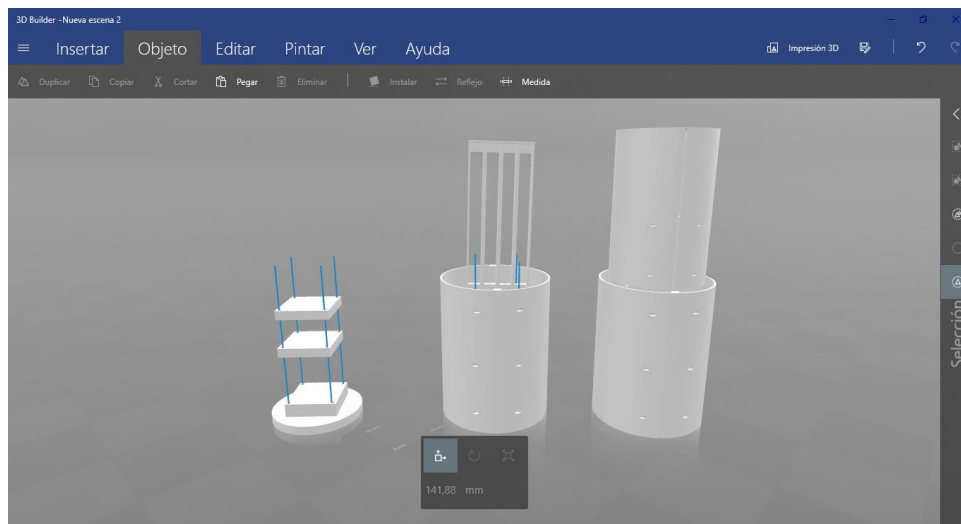 3D Builder -Nueva escena 2
Insertar Objeto Editar Pintar Ver Ayuda Impresión 3D
Duplicar Copiar Cortar Pegar Eliminar Instalar Reflejo Medida
Selección
141,88 mm